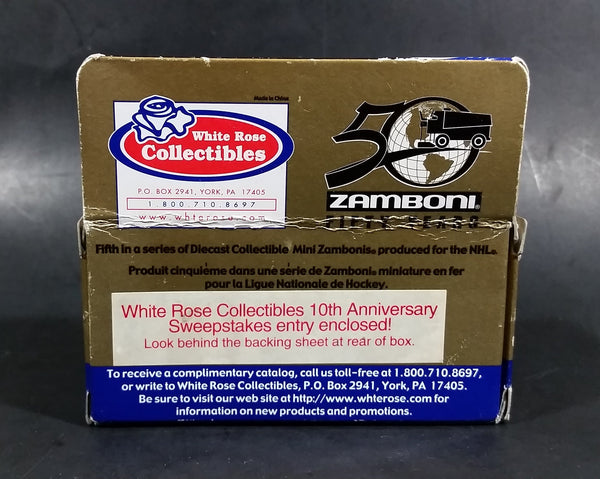 Made in China
White Rose
Collectibles
P.O. BOX 2941, YORK, PA 17405
1.800.710.8697
www.whterose.com
50
ZAMBONI®
FIFTY YEARS
Fifth in a series of Diecast Collectible Mini Zambonis® produced for the NHL®.
Produit cinquième dans une série de Zamboni® miniature en fer
pour la Ligue Nationale de Hockey.
White Rose Collectibles 10th Anniversary
Sweepstakes entry enclosed!
Look behind the backing sheet at rear of box.
To receive a complimentary catalog, call us toll-free at 1.800.710.8697,
or write to White Rose Collectibles, P.O. Box 2941, York, PA 17405.
Be sure to visit our web site at http://www.whterose.com for
information on new products and promotions.